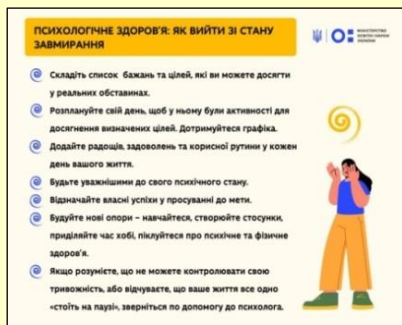 ПСИХОЛОГІЧНЕ ЗДОРОВ'Я: ЯК ВИЙТИ ЗІ СТАНУ
ЗАВМИРАННЯ
МІНІСТЕРСТВО
ОСВІТИ І НАУКИ
УКРАЇНИ
Складіть список бажань та цілей, які ви можете досягти
у реальних обставинах.
Розплануйте свій день, щоб у ньому були активності для
досягнення визначених цілей. Дотримуйтеся графіка.
Додайте радощів, задоволень та корисної рутини у кожен
день вашого життя.
Будьте уважнішими до свого психічного стану.
Відзначайте власні успіхи у просуванні до мети.
Будуйте нові опори – навчайтеся, створюйте стосунки,
приділяйте час хобі, піклуйтеся про психічне та фізичне
здоров'я.
Якщо розумієте, що не можете контролювати свою
тривожність, або відчуваєте, що ваше життя все одно
«стоїть на паузі», зверніться по допомогу до психолога.